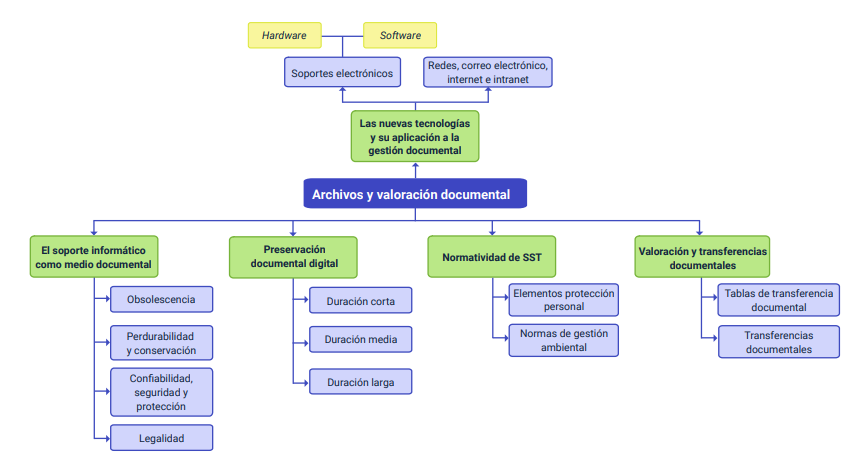 Hardware
Software
Soportes electrónicos
Redes, correo electrónico,
internet e intranet
Las nuevas tecnologías
y su aplicación a la
gestión documental
Archivos y valoración documental
El soporte informático
como medio documental
Obsolescencia
Perdurabilidad
y conservación
Confiabilidad,
seguridad y
protección
Legalidad
Preservación
documental digital
Duración corta
Duración media
Duración larga
Normatividad de SST
Elementos protección
personal
Normas de gestión
ambiental
Valoración y transferencias
documentales
Tablas de transferencia
documental
Transferencias
documentales